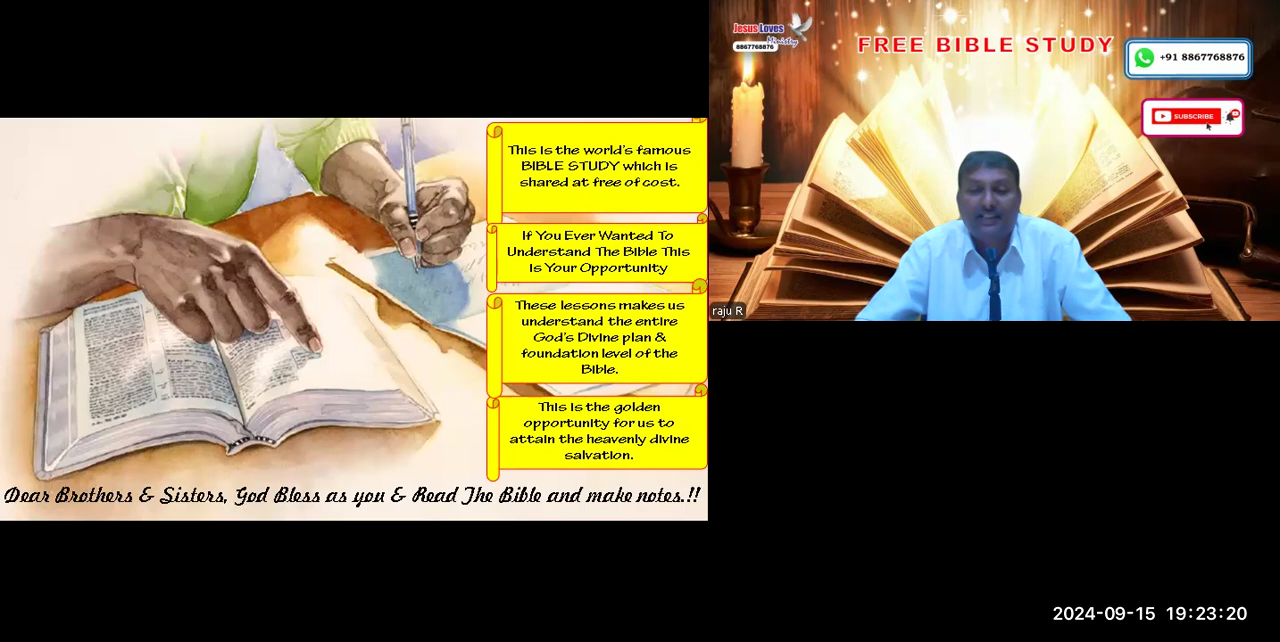 This is the world's famous
BIBLE STUDY which is
shared at free of cost.
If You Ever Wanted To
Understand The Bible This
Is Your Opportunity
These lessons makes us
understand the entire
God's Divine plan &
foundation level of the
Bible.
This is the golden
opportunity for us to
attain the heavenly divine
salvation.
Dear Brothers & Sisters, God Bless as you & Read The Bible and make notes.!!
Jesus Loves
Ministry
8867768876
FREE BIBLE STUDY
+91 8867768876
SUBSCRIBE
raju R
2024-09-15 19:23:20